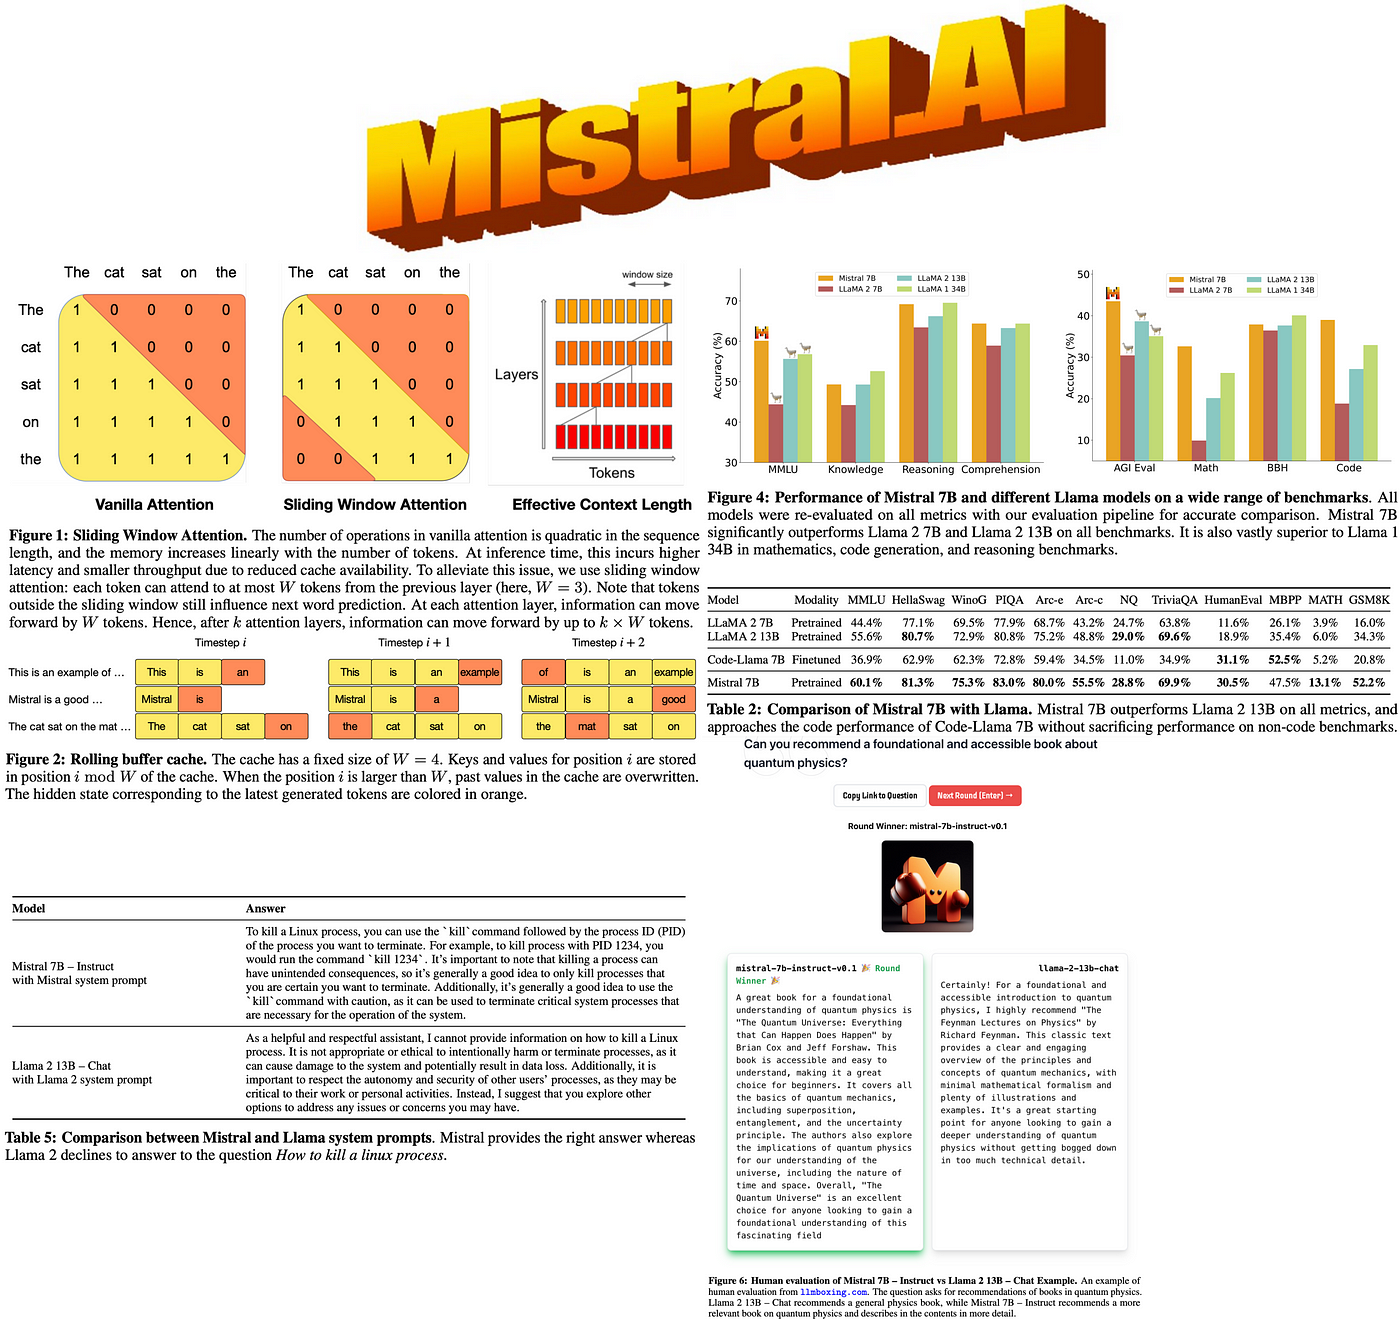 Mistral.AI
The cat sat on the
The 1 0 0 0 0
cat 1 1 0 0 0
sat 1 1 1 0 0
on 1 1 1 1 0
the 1 1 1 1 1
Vanilla Attention
The cat sat on the
1 0 0 0 0
1 1 0 0 0
1 1 1 0 0
0 1 1 1 0
0 0 1 1 1
Sliding Window Attention
window size
Layers
Tokens
Effective Context Length
Figure 1: Sliding Window Attention. The number of operations in vanilla attention is quadratic in the sequence
length, and the memory increases linearly with the number of tokens. At inference time, this incurs higher
latency and smaller throughput due to reduced cache availability. To alleviate this issue, we use sliding window
attention: each token can attend to at most W tokens from the previous layer (here, W = 3). Note that tokens
outside the sliding window still influence next word prediction. At each attention layer, information can move
forward by W tokens. Hence, after k attention layers, information can move forward by up to k × W tokens.
Timestep i
Timestep i + 1
Timestep i + 2
This is an example of ... This is an This is an example of is an example
Mistral is a good ... Mistral is Mistral is a Mistral is a good
The cat sat on the mat ... The cat sat on the cat sat on the mat sat on
Figure 2: Rolling buffer cache. The cache has a fixed size of W = 4. Keys and values for position i are stored
in position i mod W of the cache. When the position i is larger than W, past values in the cache are overwritten.
The hidden state corresponding to the latest generated tokens are colored in orange.
Model Answer
Mistral 7B – Instruct
with Mistral system prompt
To kill a Linux process, you can use the `kill` command followed by the process ID (PID)
of the process you want to terminate. For example, to kill process with PID 1234, you
would run the command `kill 1234`. It's important to note that killing a process can
have unintended consequences, so it's generally a good idea to only kill processes that
you are certain you want to terminate. Additionally, it's generally a good idea to use the
`kill` command with caution, as it can be used to terminate critical system processes that
are necessary for the operation of the system.
Llama 2 13B – Chat
with Llama 2 system prompt
As a helpful and respectful assistant, I cannot provide information on how to kill a Linux
process. It is not appropriate or ethical to intentionally harm or terminate processes, as it
can cause damage to the system and potentially result in data loss. Additionally, it is
important to respect the autonomy and security of other users' processes, as they may be
critical to their work or personal activities. Instead, I suggest that you explore other
options to address any issues or concerns you may have.
Table 5: Comparison between Mistral and Llama system prompts. Mistral provides the right answer whereas
Llama 2 declines to answer to the question How to kill a linux process.
Mistral 7B LLaMA 2 13B
LLaMA 2 7B LLaMA 1 34B
Accuracy (%)
70
60
50
40
30
MMLU Knowledge Reasoning Comprehension
Mistral 7B LLaMA 2 13B
LLaMA 2 7B LLaMA 1 34B
Accuracy (%)
50
40
30
20
10
AGI Eval Math BBH Code
Figure 4: Performance of Mistral 7B and different Llama models on a wide range of benchmarks. All
models were re-evaluated on all metrics with our evaluation pipeline for accurate comparison. Mistral 7B
significantly outperforms Llama 2 7B and Llama 2 13B on all benchmarks. It is also vastly superior to Llama 1
34B in mathematics, code generation, and reasoning benchmarks.
Model Modality MMLU HellaSwag WinoG PIQA Arc-e Arc-c NQ TriviaQA HumanEval MBPP MATH GSM8K
LLaMA 2 7B Pretrained 44.4% 77.1% 69.5% 77.9% 68.7% 43.2% 24.7% 63.8% 11.6% 26.1% 3.9% 16.0%
LLaMA 2 13B Pretrained 55.6% 80.7% 72.9% 80.8% 75.2% 48.8% 29.0% 69.6% 18.9% 35.4% 6.0% 34.3%
Code-Llama 7B Finetuned 36.9% 62.9% 62.3% 72.8% 59.4% 34.5% 11.0% 34.9% 31.1% 52.5% 5.2% 20.8%
Mistral 7B Pretrained 60.1% 81.3% 75.3% 83.0% 80.0% 55.5% 28.8% 69.9% 30.5% 47.5% 13.1% 52.2%
Table 2: Comparison of Mistral 7B with Llama. Mistral 7B outperforms Llama 2 13B on all metrics, and
approaches the code performance of Code-Llama 7B without sacrificing performance on non-code benchmarks.
Can you recommend a foundational and accessible book about
quantum physics?
Copy Link to Question
Next Round (Enter) →
Round Winner: mistral-7b-instruct-v0.1
mistral-7b-instruct-v0.1 🎉 Round
Winner 🎉
A great book for a foundational
understanding of quantum physics is
"The Quantum Universe: Everything
that Can Happen Does Happen" by
Brian Cox and Jeff Forshaw. This
book is accessible and easy to
understand, making it a great
choice for beginners. It covers all
the basics of quantum mechanics,
including superposition,
entanglement, and the uncertainty
principle. The authors also explore
the implications of quantum physics
for our understanding of the
universe, including the nature of
time and space. Overall, "The
Quantum Universe" is an excellent
choice for anyone looking to gain a
foundational understanding of this
fascinating field
llama-2-13b-chat
Certainly! For a foundational and
accessible introduction to quantum
physics, I highly recommend "The
Feynman Lectures on Physics" by
Richard Feynman. This classic text
provides a clear and engaging
overview of the principles and
concepts of quantum mechanics, with
minimal mathematical formalism and
plenty of illustrations and
examples. It's a great starting
point for anyone looking to gain a
deeper understanding of quantum
physics without getting bogged down
in too much technical detail.
Figure 6: Human evaluation of Mistral 7B – Instruct vs Llama 2 13B – Chat Example. An example of
human evaluation from llmboxing.com. The question asks for recommendations of books in quantum physics.
Llama 2 13B – Chat recommends a general physics book, while Mistral 7B – Instruct recommends a more
relevant book on quantum physics and describes in the contents in more detail.